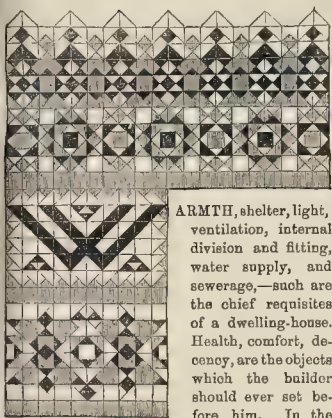 ARMTH, shelter, light,
ventilation, internal
division and fitting,
water supply, and
sewerage,—such are
the chief requisites
of a dwelling-house.
Health, comfort, de-
cency, are the objects
which the builder
should ever set be-
fore him. In the